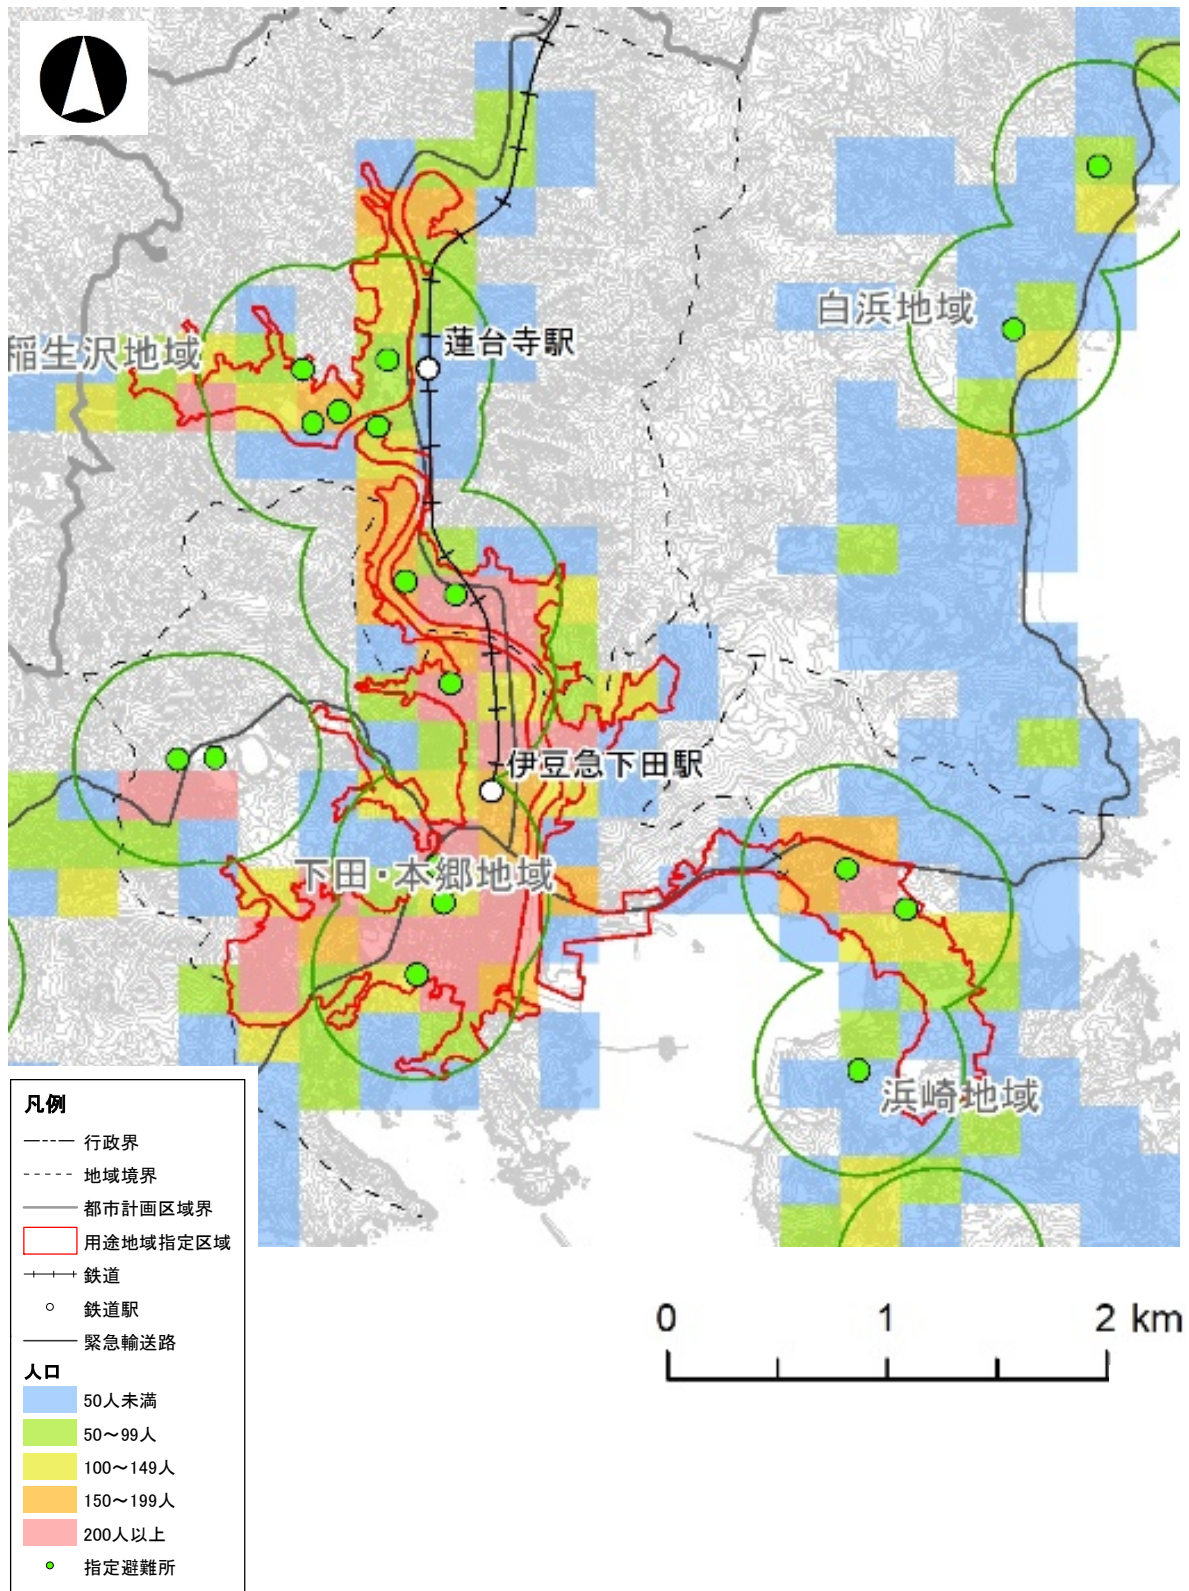 蓮台寺駅
白浜地域
稲生沢地域
伊豆急下田駅
下田・本郷地域
浜崎地域
凡例
行政界
地域境界
都市計画区域界
用途地域指定区域
鉄道
鉄道駅
緊急輸送路
人口
50人未満
50～99人
100～149人
150～199人
200人以上
指定避難所
0 1 2 km